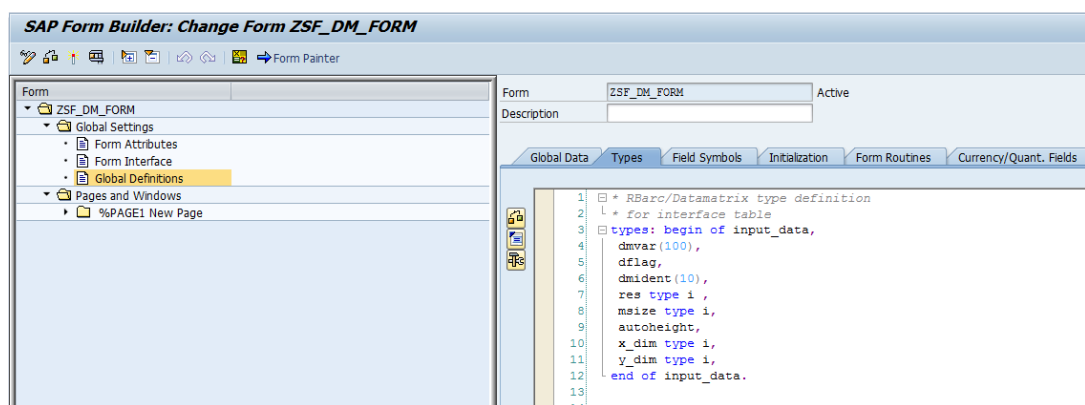 SAP Form Builder: Change Form ZSF_DM_FORM
Form Painter
Form
ZSF_DM_FORM
Global Settings
Form Attributes
Form Interface
Global Definitions
Pages and Windows
%PAGE1 New Page
Form ZSF_DM_FORM Active
Description
Global Data Types Field Symbols Initialization Form Routines Currency/Quant. Fields
1 * RBarc/Datamatrix type definition
2 * for interface table
3 types: begin of input_data,
4 dmvar(100),
5 dflag,
6 dmident(10),
7 res type i ,
8 msize type i,
9 autoheight,
10 x_dim type i,
11 y_dim type i,
12 end of input_data.
13